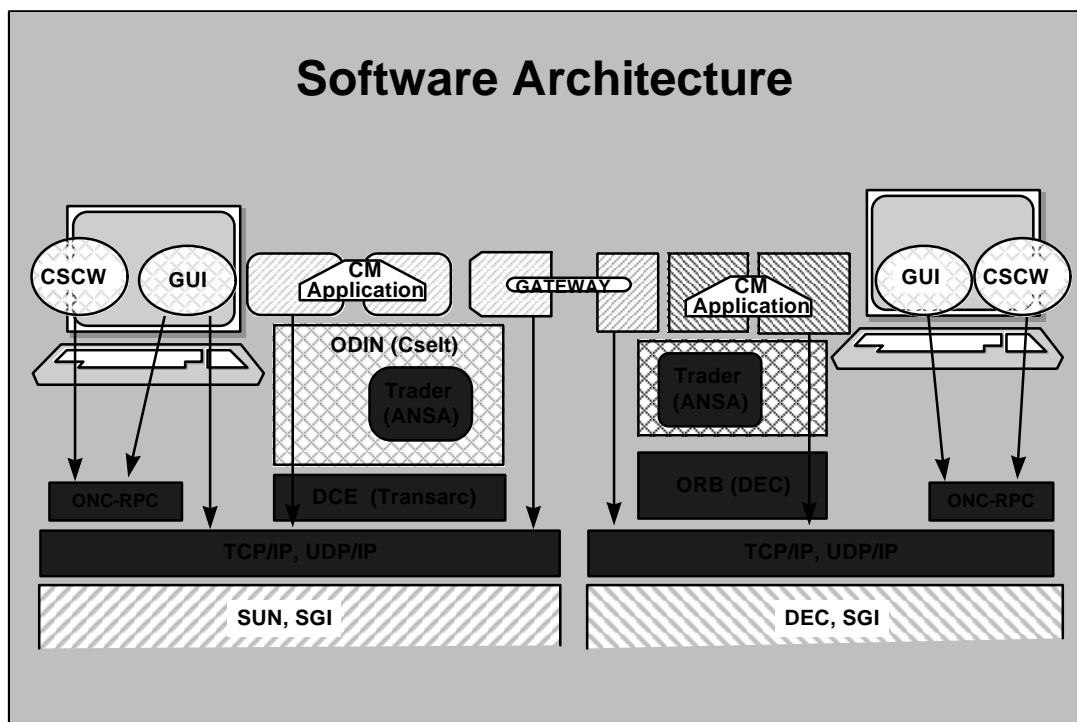 Software Architecture
CSCW
GUI
CM
Application
GATEWAY
CM
Application
GUI
CSCW
ODIN (Cselt)
Trader
(ANSA)
Trader
(ANSA)
ONC-RPC
DCE (Transarc)
ORB (DEC)
ONC-RPC
TCP/IP, UDP/IP
TCP/IP, UDP/IP
SUN, SGI
DEC, SGI